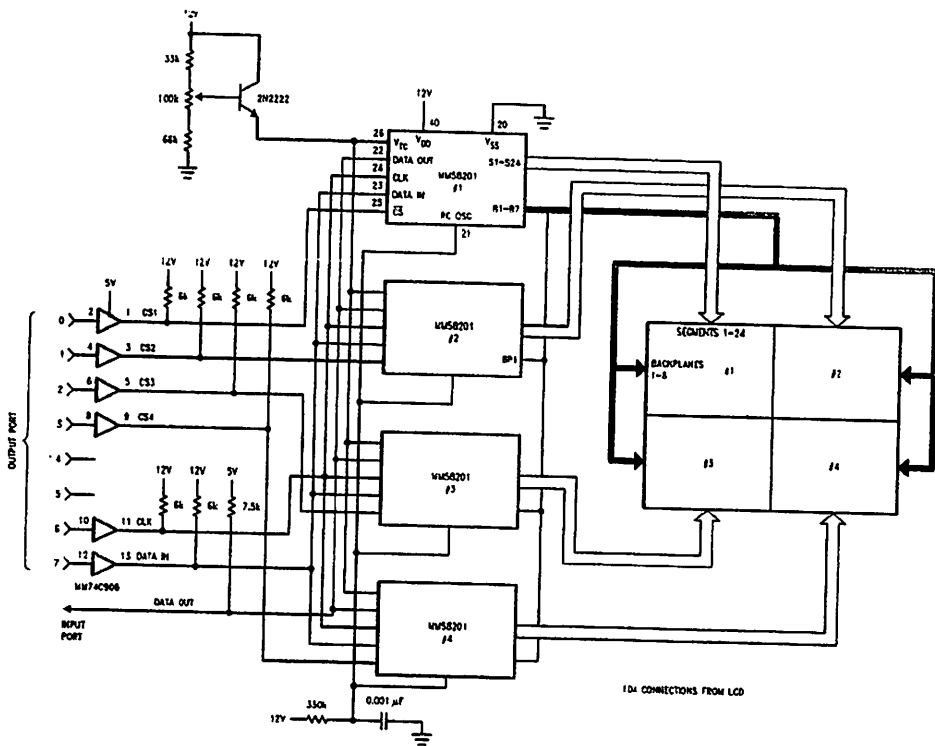 12V
33k
100k
68k
2N2222
12V
40
20
26
22
24
23
25
VTC
VDD
VSS
DATA OUT
CLK
DATA IN
CS
MM58201
#1
S1-S24
B1-B7
RC OSC
21
12V
12V
12V
12V
6k
6k
6k
6k
5V
OUTPUT PORT
0
2
1
CS1
1
4
3
CS2
2
6
5
CS3
3
8
9
CS4
4
5
12V
12V
5V
6k
6k
7.5k
6
10
11
CLK
7
12
13
DATA IN
MM74C906
DATA OUT
INPUT
PORT
MM58201
#2
BP1
MM58201
#3
MM58201
#4
SEGMENTS 1-24
BACKPLANES
1-8
#1
#2
#3
#4
12V
330k
0.001 μF
104 CONNECTIONS FROM LCD